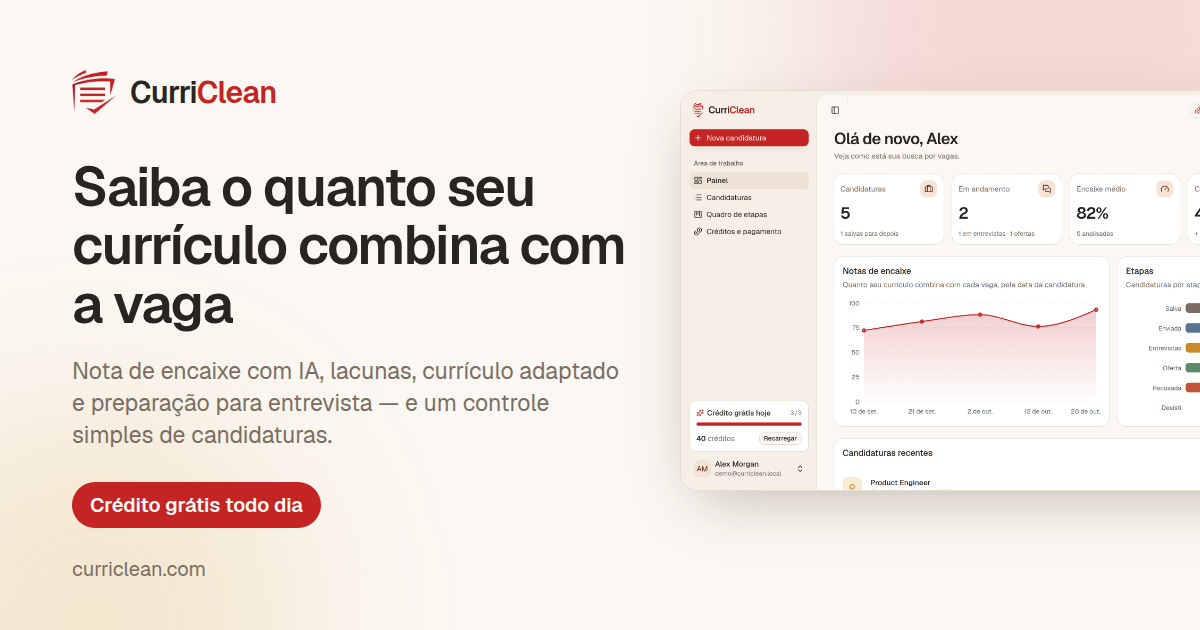 CurriClean
Saiba o quanto seu
currículo combina com
a vaga
Nota de encaixe com IA, lacunas, currículo adaptado
e preparação para entrevista — e um controle
simples de candidaturas.
Crédito grátis todo dia
curriclean.com
CurriClean
Nova candidatura
Área de trabalho
Painel
Candidaturas
Quadro de etapas
Créditos e pagamento
Crédito grátis hoje 3/3
40 créditos Recarregar
AM Alex Morgan
demo@curriclean.local
Olá de novo, Alex
Veja como está sua busca por vagas.
Candidaturas
5
1 salvas para depois
Em andamento
2
1 em entrevistas · 1 ofertas
Encaixe médio
82%
5 analisadas
Notas de encaixe
Quanto seu currículo combina com cada vaga, pela data da candidatura
100
75
50
25
0
10 de set. 21 de set. 2 de out. 12 de out. 20 de out.
Etapas
Candidaturas por
Salva
Enviada
Entrevistas
Oferta
Recusada
Desisti
Candidaturas recentes
O Product Engineer